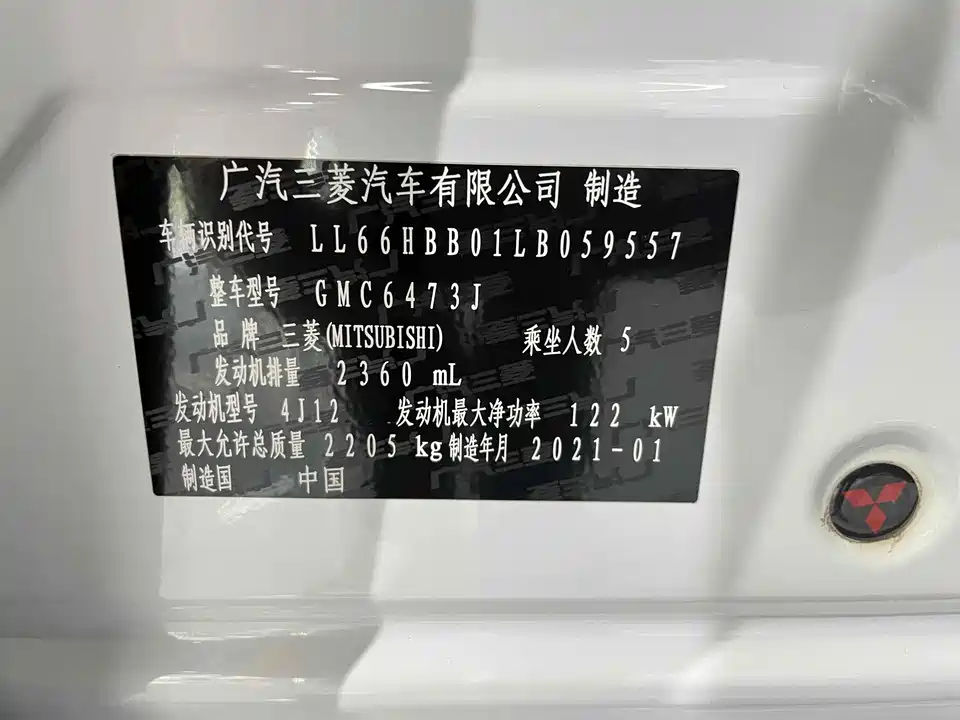 广汽三菱汽车有限公司 制造
车辆识别代号 LL66HBB01LB059557
整车型号 GMC6473J
品牌 三菱(MITSUBISHI) 乘坐人数 5
发动机排量 2360 mL
发动机型号 4J12 发动机最大净功率 122 kW
最大允许总质量 2205 kg 制造年月 2021-01
制造国 中国